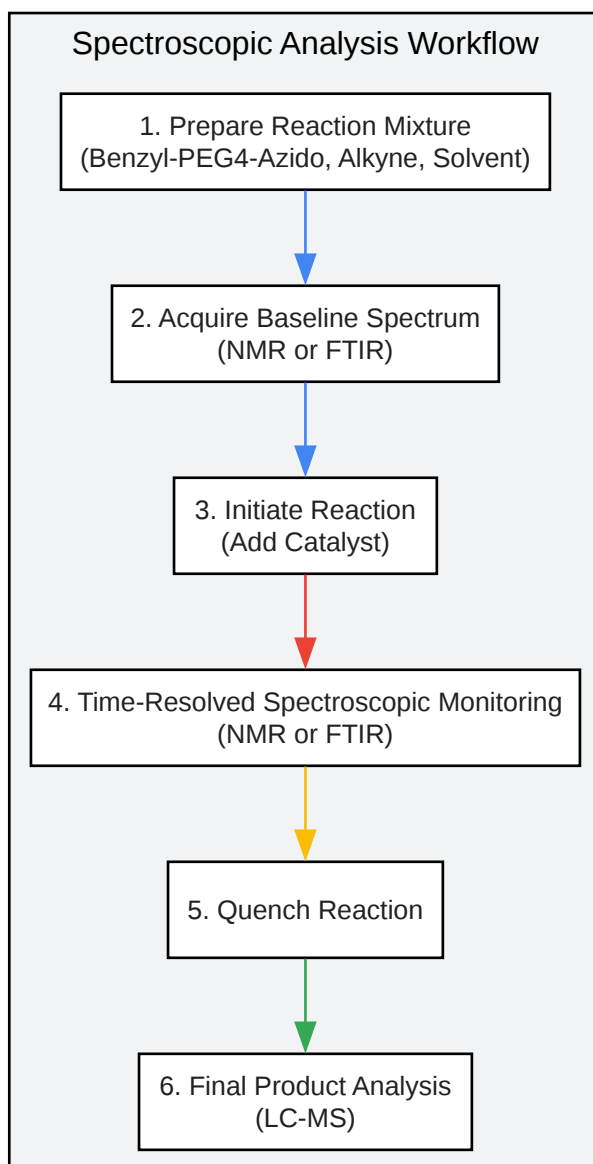 Spectroscopic Analysis Workflow
1. Prepare Reaction Mixture
(Benzyl-PEG4-Azido, Alkyne, Solvent)
2. Acquire Baseline Spectrum
(NMR or FTIR)
3. Initiate Reaction
(Add Catalyst)
4. Time-Resolved Spectroscopic Monitoring
(NMR or FTIR)
5. Quench Reaction
6. Final Product Analysis
(LC-MS)